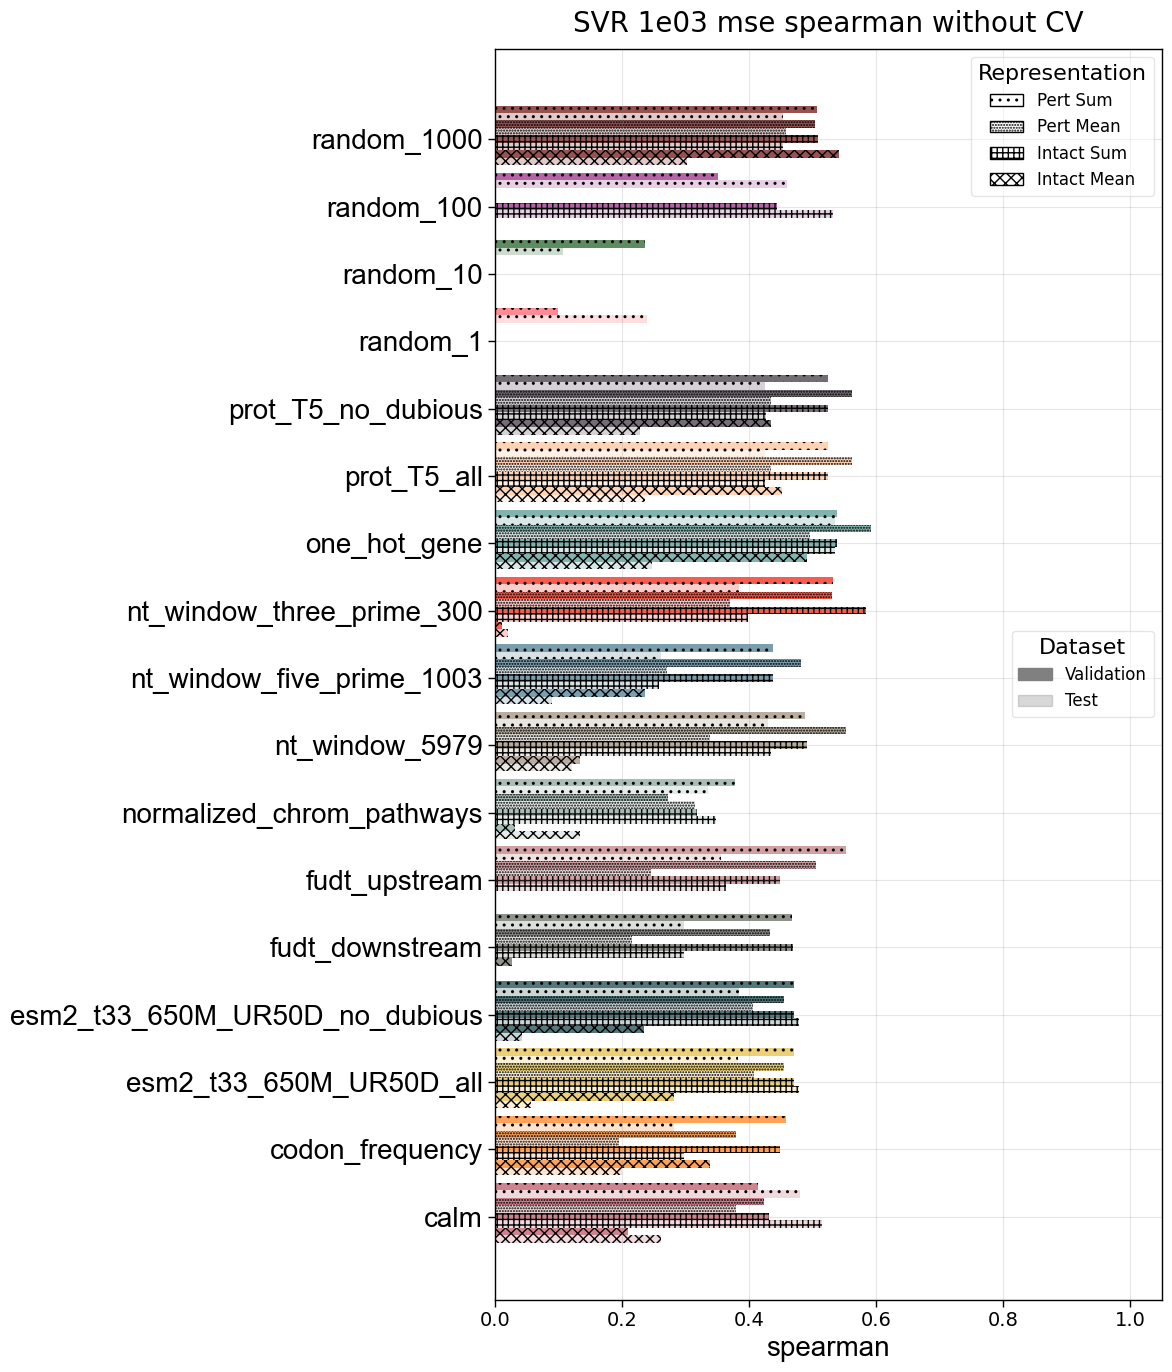 SVR 1e03 mse spearman without CV
Representation
Pert Sum
Pert Mean
Intact Sum
Intact Mean
random_1000
random_100
random_10
random_1
prot_T5_no_dubious
prot_T5_all
one_hot_gene
nt_window_three_prime_300
nt_window_five_prime_1003
Dataset
Validation
Test
nt_window_5979
normalized_chrom_pathways
fudt_upstream
fudt_downstream
esm2_t33_650M_UR50D_no_dubious
esm2_t33_650M_UR50D_all
codon_frequency
calm
0.0 0.2 0.4 0.6 0.8 1.0
spearman